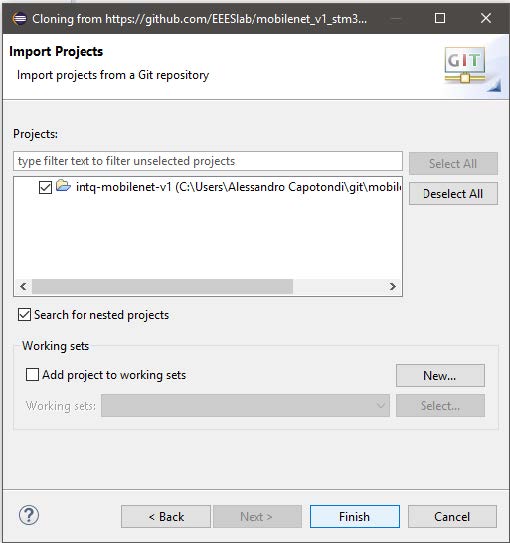 Cloning from https://github.com/EEESlab/mobilenet_v1_stm3...
Import Projects
Import projects from a Git repository
GIT
Projects:
type filter text to filter unselected projects
Select All
intq-mobilenet-v1 (C:\Users\Alessandro Capotondi\git\mobile
Deselect All
Search for nested projects
Working sets
Add project to working sets
New...
Working sets:
Select...
?
< Back
Next >
Finish
Cancel